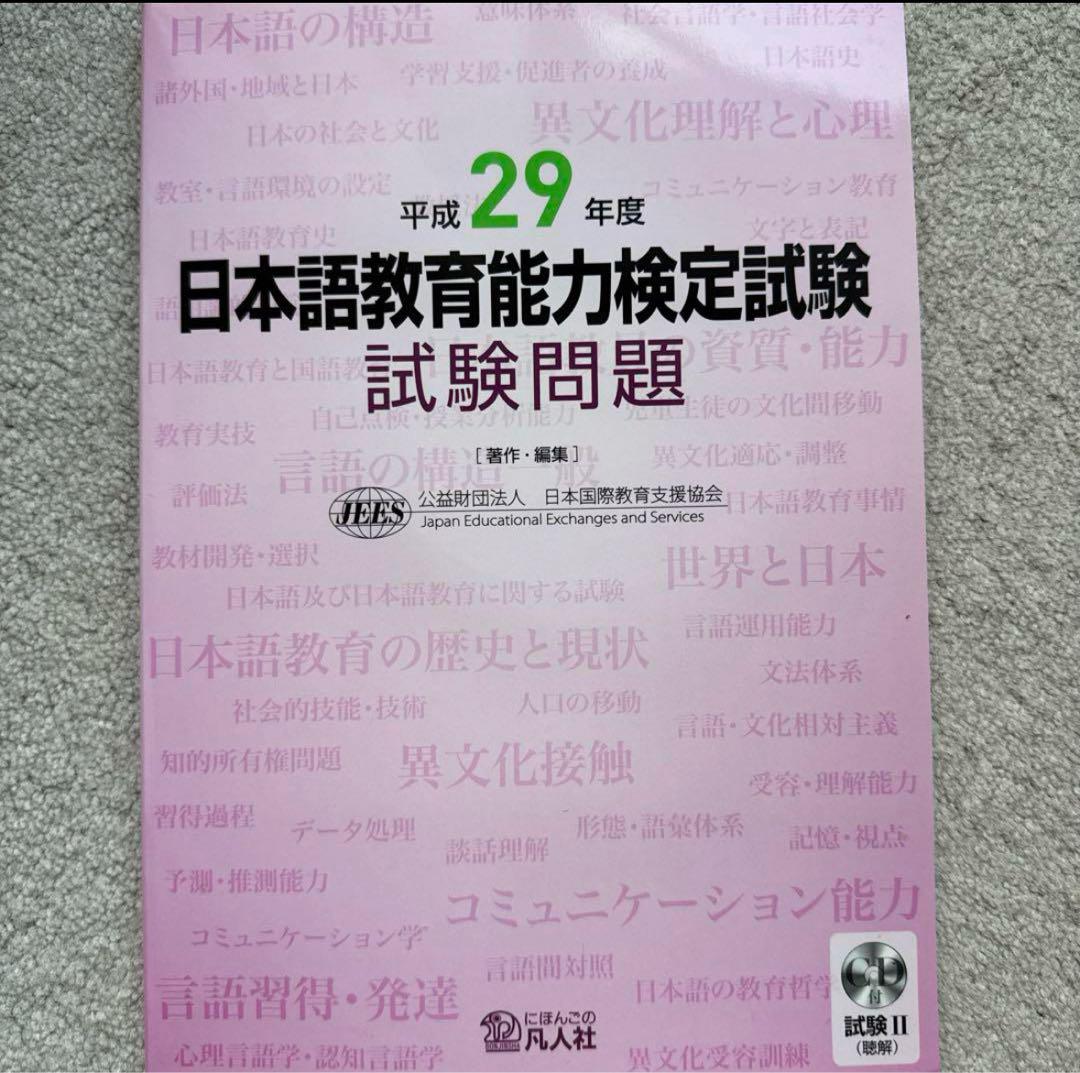 日本語の構造
意味体系
社会言語学・言語社会学
日本語史
諸外国・地域と日本
学習支援・促進者の養成
異文化理解と心理
日本の社会と文化
教室・言語環境の設定
コミュニケーション教育
平成29年度
日本語教育史
文字と表記
日本語教育能力検定試験
試験問題
の資質・能力
日本語教育と国語教
自己点検・授業分析能力
児童生徒の文化間移動
教育実技
[著作・編集]
言語の構造一般
異文化適応・調整
評価法
JEES
公益財団法人 日本国際教育支援協会
Japan Educational Exchanges and Services
日本語教育事情
教材開発・選択
世界と日本
日本語及び日本語教育に関する試験
言語運用能力
日本語教育の歴史と現状
文法体系
社会的技能・技術
人口の移動
言語・文化相対主義
知的所有権問題
異文化接触
受容・理解能力
習得過程
データ処理
形態・語彙体系
記憶・視点
談話理解
予測・推測能力
コミュニケーション能力
コミュニケーション学
言語間対照
言語習得・発達
日本語の教育哲学
CD付
試験II
(聴解)
にほんごの
凡人社
心理言語学・認知言語学
異文化受容訓練